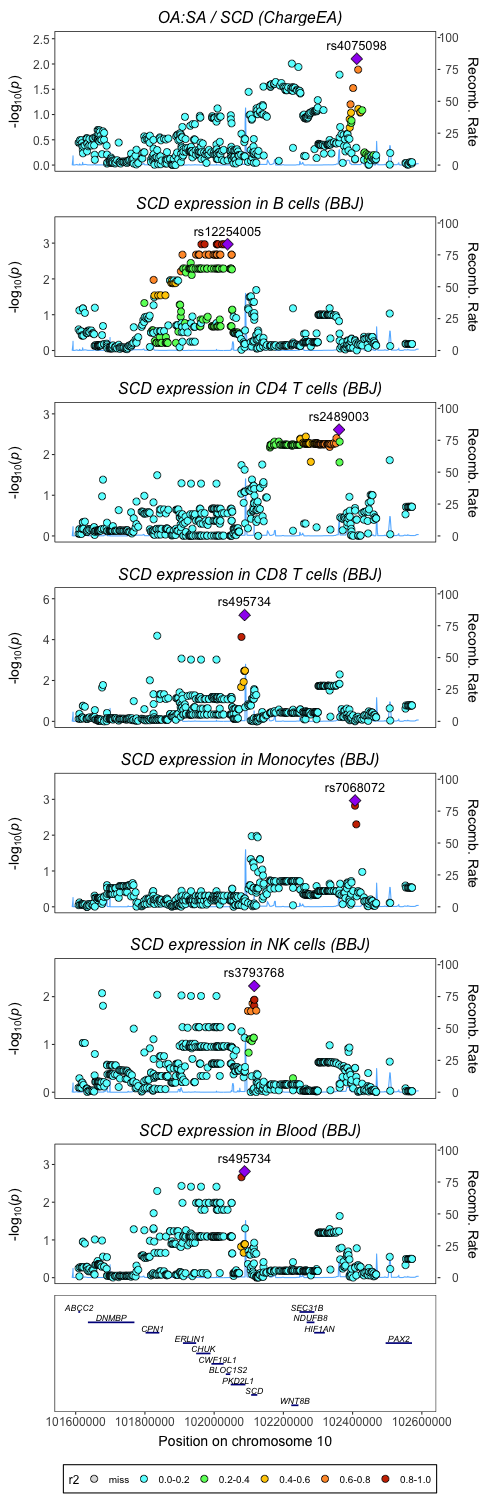 OA:SA / SCD (ChargeEA)
rs4075098
2.5 2.0 1.5 1.0 0.5 0.0
-log10(p)
100 75 50 25 0
Recomb. Rate
SCD expression in B cells (BBJ)
rs12254005
3 2 1 0
-log10(p)
100 75 50 25 0
Recomb. Rate
SCD expression in CD4 T cells (BBJ)
rs2489003
3 2 1 0
-log10(p)
100 75 50 25 0
Recomb. Rate
SCD expression in CD8 T cells (BBJ)
rs495734
6 4 2 0
-log10(p)
100 75 50 25 0
Recomb. Rate
SCD expression in Monocytes (BBJ)
rs7068072
3 2 1 0
-log10(p)
100 75 50 25 0
Recomb. Rate
SCD expression in NK cells (BBJ)
rs3793768
2 1 0
-log10(p)
100 75 50 25 0
Recomb. Rate
SCD expression in Blood (BBJ)
rs495734
3 2 1 0
-log10(p)
100 75 50 25 0
Recomb. Rate
ABCC2 SEC31B
DNMBP NDUFB8
CPN1 HIF1AN
ERLIN1 PAX2
CHUK
CWF19L1
BLOC1S2
PKD2L1
SCD
WNT8B
101600000 101800000 102000000 102200000 102400000 102600000
Position on chromosome 10
r2 miss 0.0-0.2 0.2-0.4 0.4-0.6 0.6-0.8 0.8-1.0